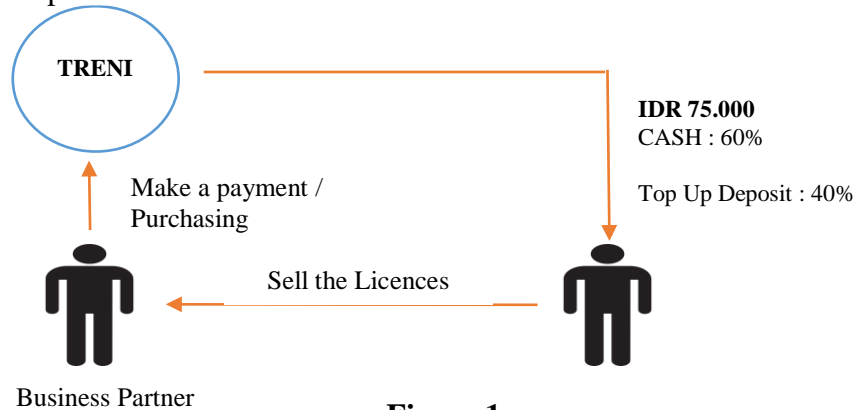 TRENI
IDR 75.000
CASH : 60%
Top Up Deposit : 40%
Make a payment /
Purchasing
Sell the Licences
Business Partner